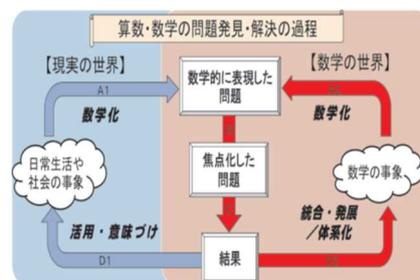 算数・数学の問題発見・解決の過程
【現実の世界】
【数学の世界】
A1
数学的に表現した
問題
数学化
数学化
日常生活や
社会の事象
焦点化した
問題
数学の事象
活用・意味づけ
統合・発展
/体系化
D1
結果